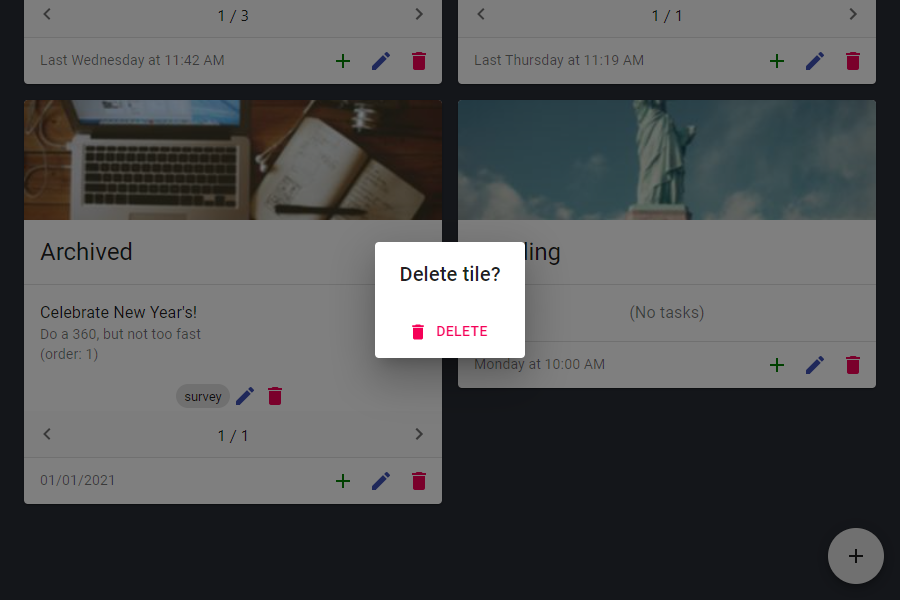 1 / 3
1 / 1
Last Wednesday at 11:42 AM
Last Thursday at 11:19 AM
Archived
Delete tile?
DELETE
Celebrate New Year's!
Do a 360, but not too fast
(order: 1)
(No tasks)
Monday at 10:00 AM
survey
1 / 1
01/01/2021